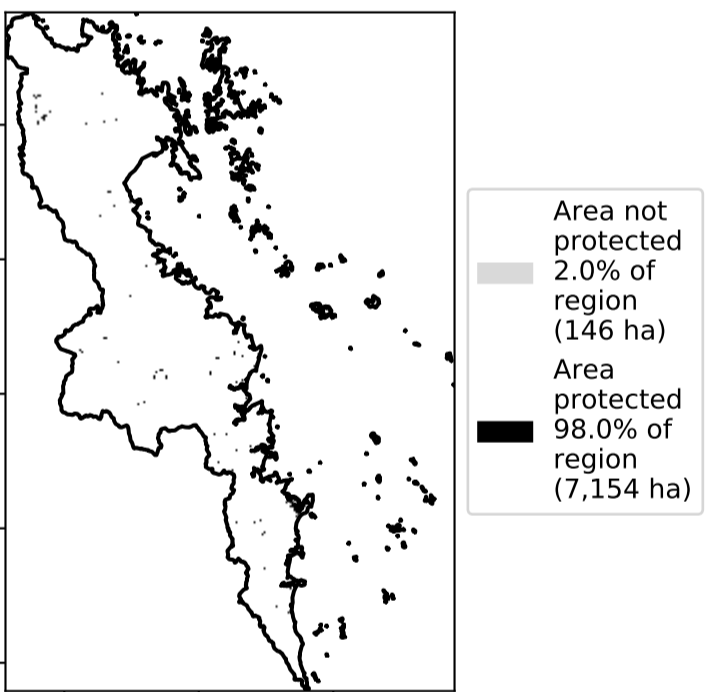 Area not
protected
2.0% of
region
(146 ha)
Area
protected
98.0% of
region
(7,154 ha)